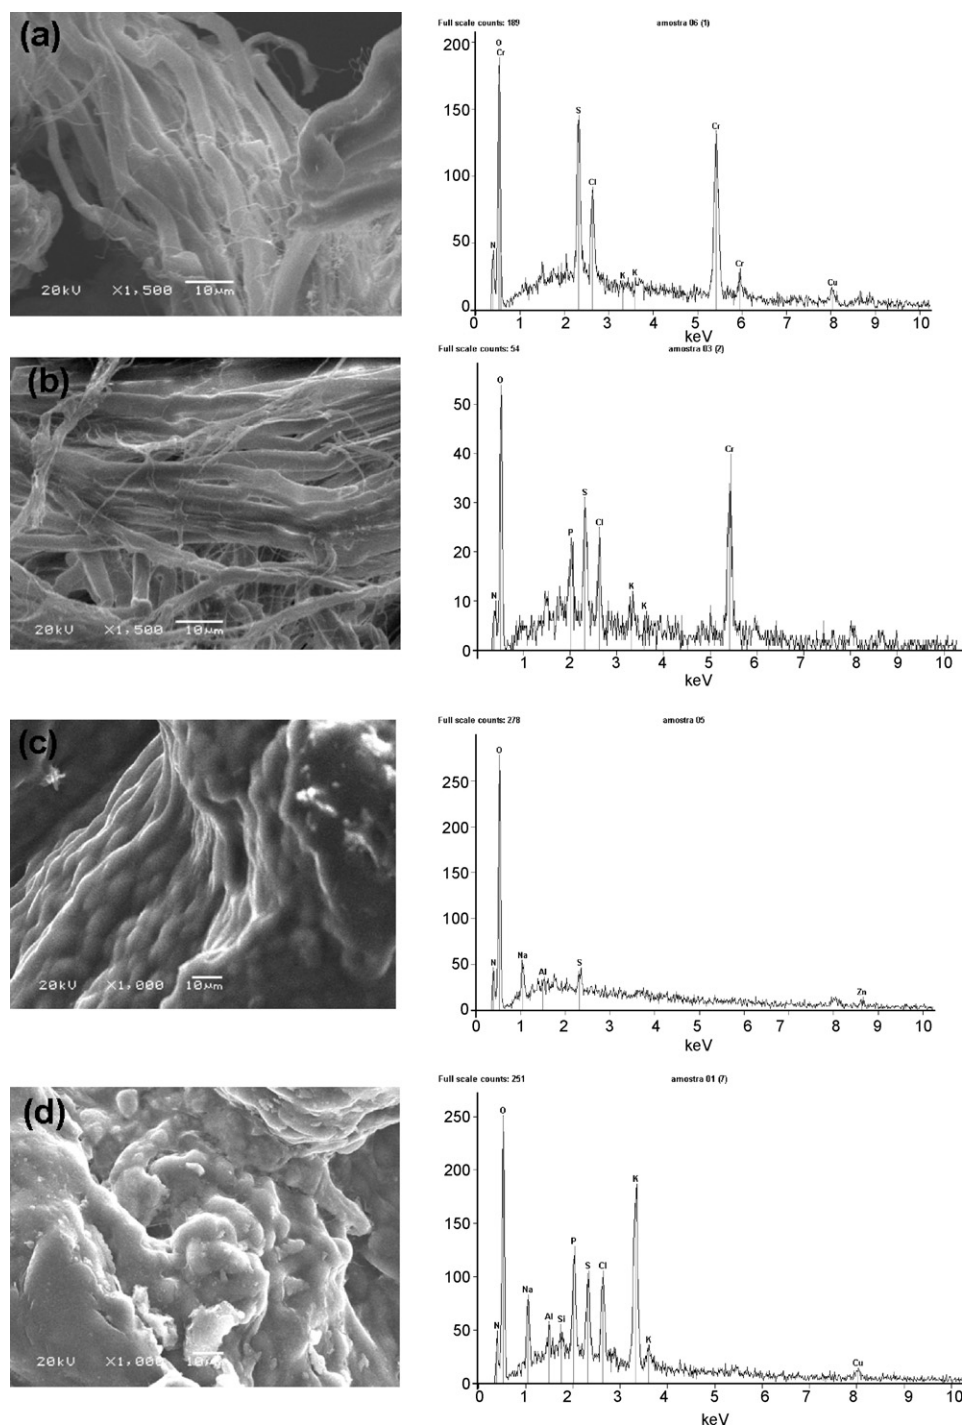 (a)
20kV X1,500 10μm
Full scale counts: 189 amostra 06 (1)
200
150
100
50
0
O
Cr
N
S
Cl
K
K
Cr
Cr
Cu
0 1 2 3 4 5 6 7 8 9 10
keV
(b)
20kV X1,500 10μm
Full scale counts: 54 amostra 03 (2)
50
40
30
20
10
0
O
N
P
S
Cl
K
K
Cr
1 2 3 4 5 6 7 8 9 10
keV
(c)
20kV X1,000 10μm
Full scale counts: 278 amostra 05
250
200
150
100
50
0
O
N
Na
Al
S
Zn
0 1 2 3 4 5 6 7 8 9 10
keV
(d)
20kV X1,000 10μm
Full scale counts: 251 amostra 01 (7)
250
200
150
100
50
0
O
N
Na
Al
Si
P
S
Cl
K
K
Cu
0 1 2 3 4 5 6 7 8 9 10
keV